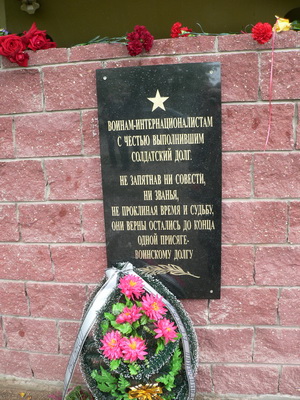 ВОИНАМ-ИНТЕРНАЦИОНАЛИСТАМ
С ЧЕСТЬЮ ВЫПОЛНИВШИМ
СОЛДАТСКИЙ ДОЛГ.
НЕ ЗАПЯТНАВ НИ СОВЕСТИ,
НИ ЗВАНЬЯ,
НЕ ПРОКЛИНАЯ ВРЕМЯ И СУДЬБУ,
ОНИ ВЕРНЫ ОСТАЛИСЬ ДО КОНЦА
ОДНОЙ ПРИСЯГЕ-
ВОИНСКОМУ ДОЛГУ